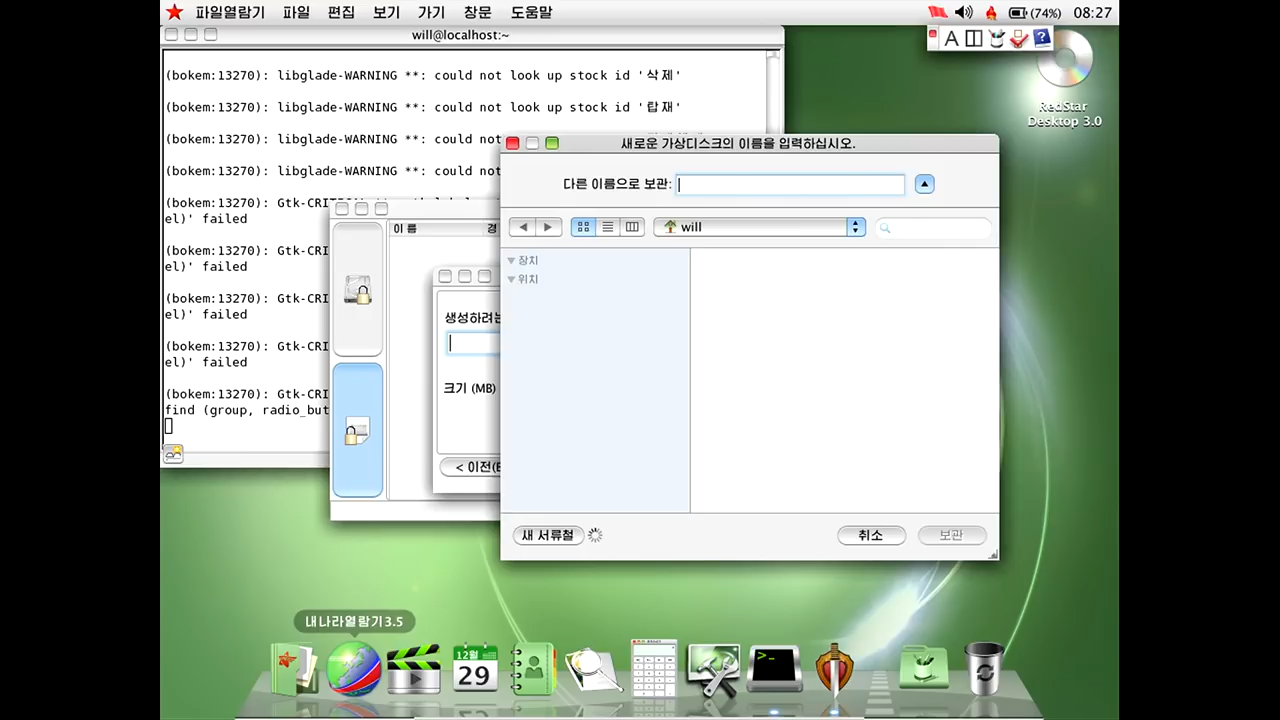 파일열람기 파일 편집 보기 가기 창문 도움말 (74%) 08:27
will@localhost:~
A ?
(bokem:13270): libglade-WARNING **: could not look up stock id '삭제'
(bokem:13270): libglade-WARNING **: could not look up stock id '탑재'
(bokem:13270): libglade-WARNING **: could not
(bokem:13270): libglade-WARNING **: could not
(bokem:13270): Gtk-CRI
el)' failed
(bokem:13270): Gtk-CRI
el)' failed
(bokem:13270): Gtk-CRI
el)' failed
(bokem:13270): Gtk-CRI
el)' failed
(bokem:13270): Gtk-CRI
find (group, radio_but
RedStar
Desktop 3.0
이름 경
생성하려는
크기 (MB)
< 이전(
새로운 가상디스크의 이름을 입력하십시오.
다른 이름으로 보관:
will
장치
위치
새 서류철 취소 보관
내나라열람기3.5
12월
29